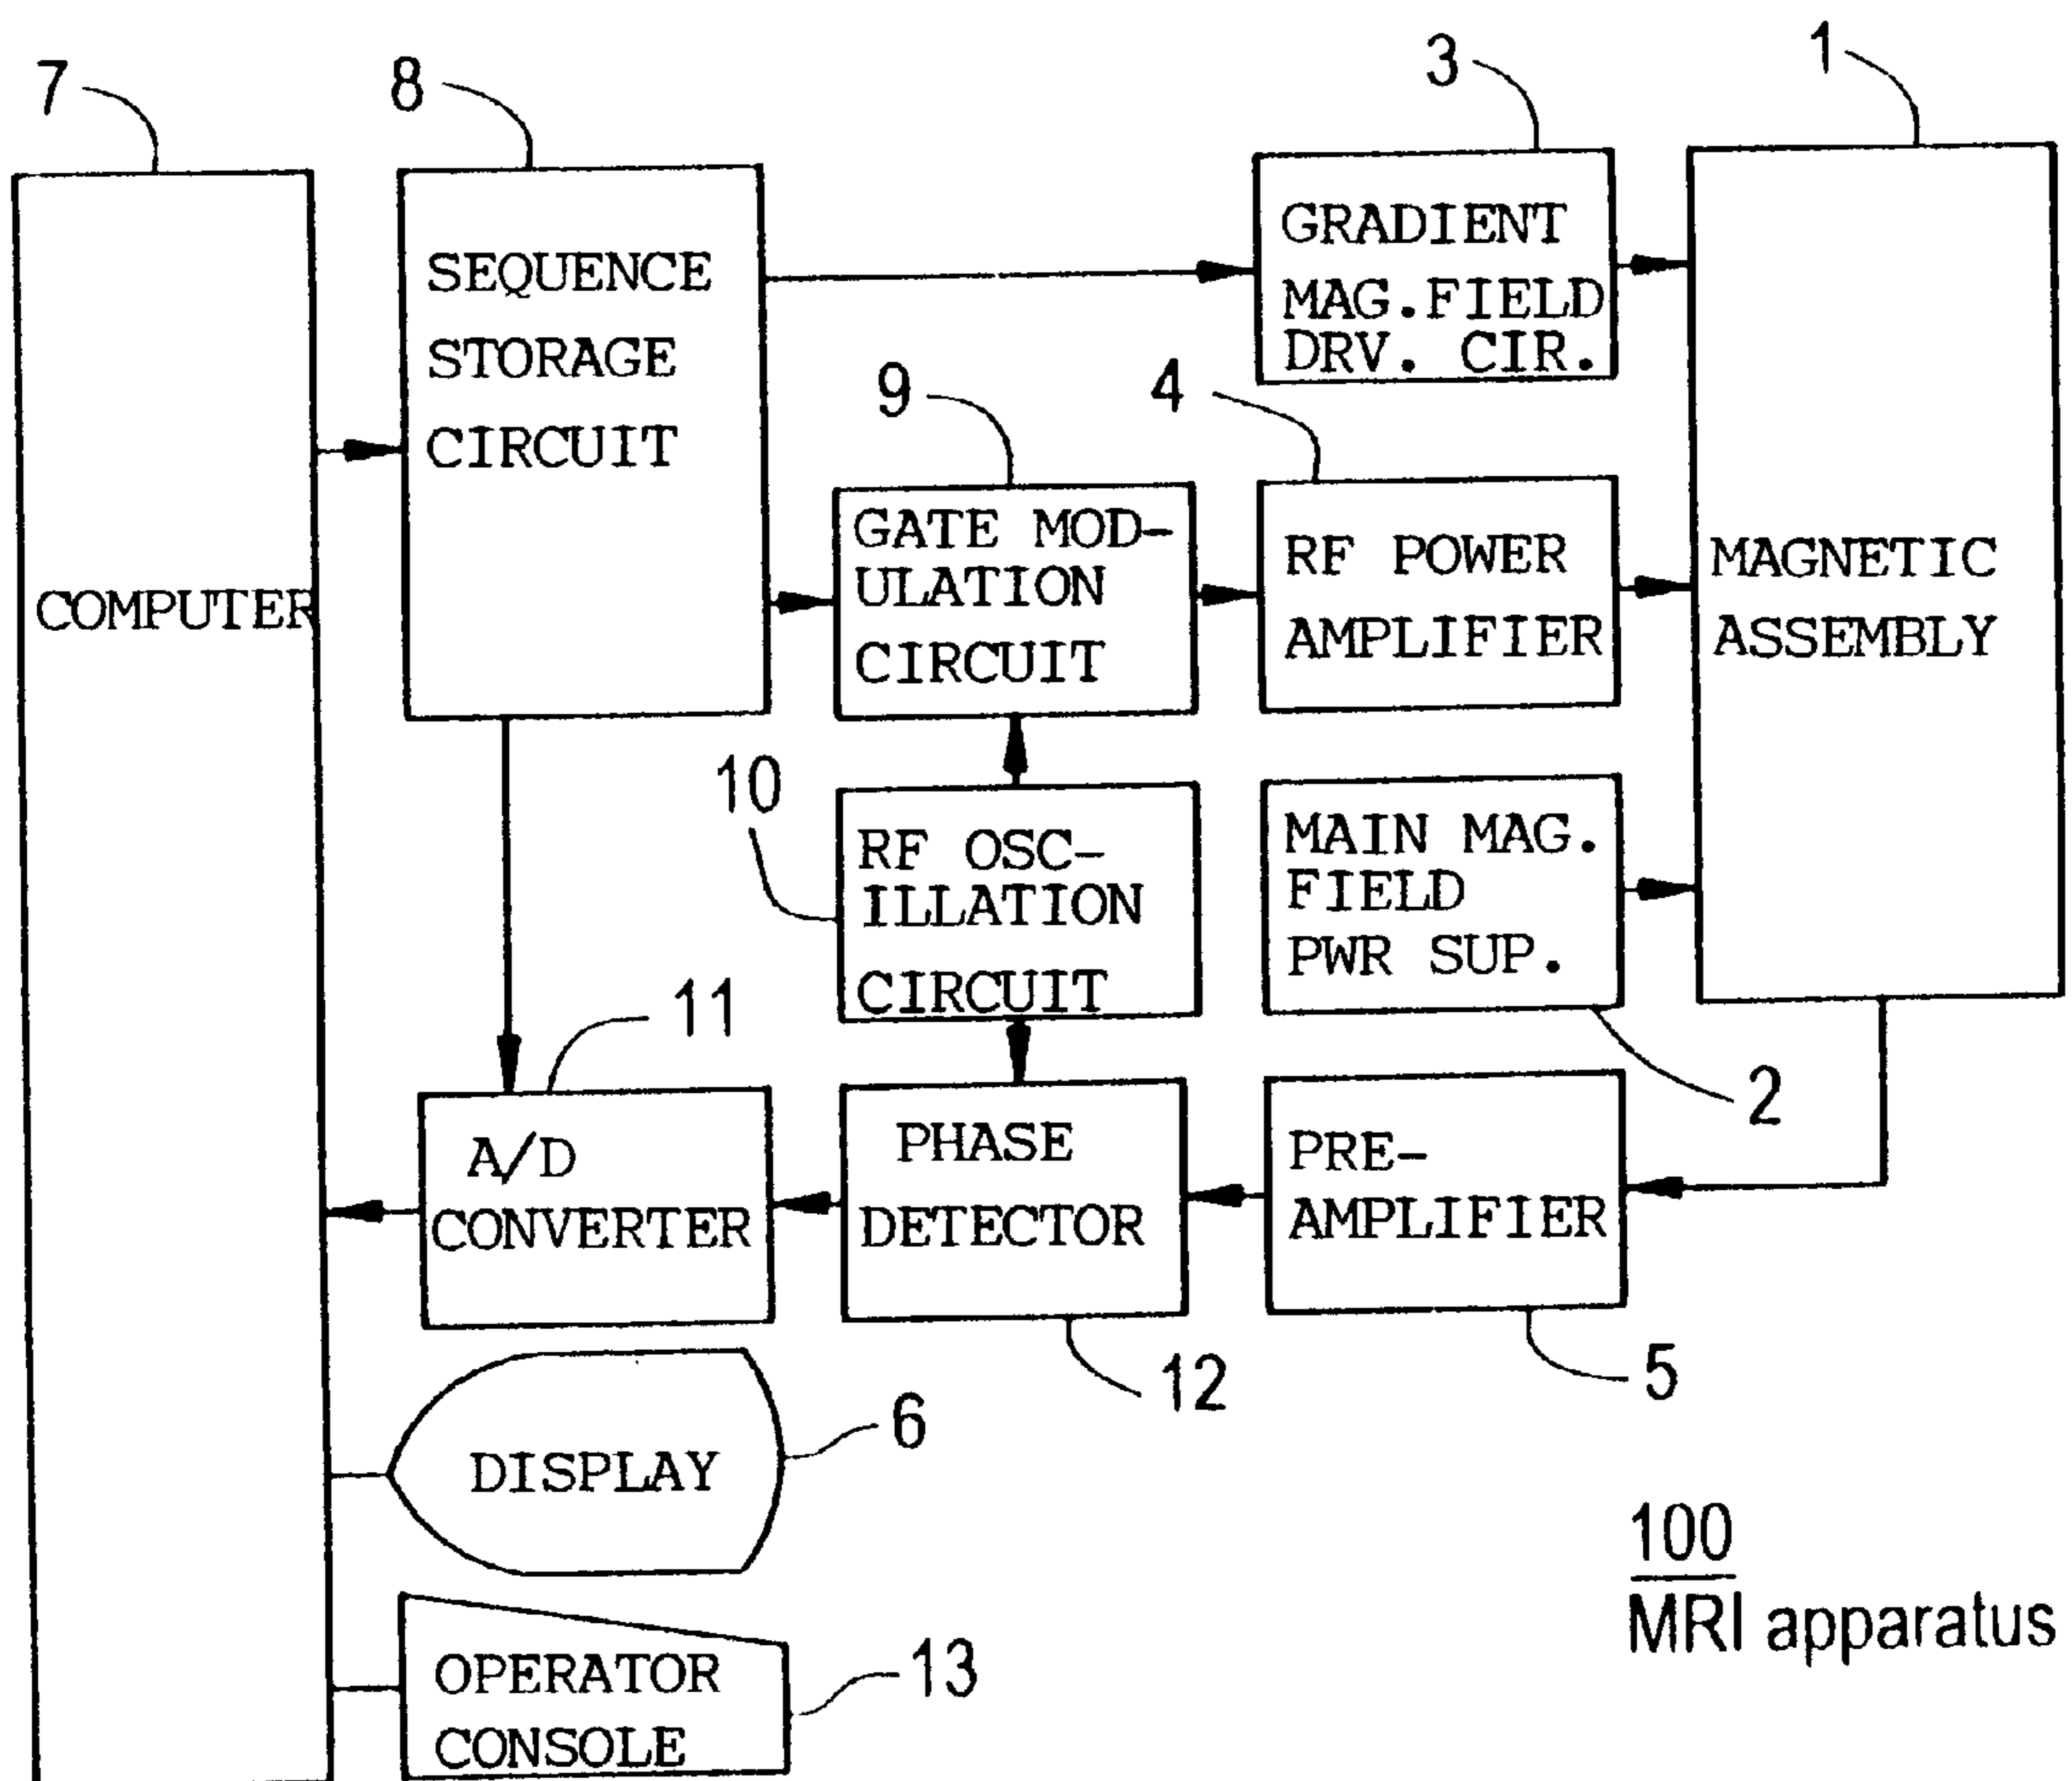 7
8
3
1
COMPUTER
SEQUENCE
STORAGE
CIRCUIT
GRADIENT
MAG.FIELD
DRV. CIR.
9
4
GATE MOD-
ULATION
CIRCUIT
RF POWER
AMPLIFIER
MAGNETIC
ASSEMBLY
10
RF OSC-
ILLATION
CIRCUIT
MAIN MAG.
FIELD
PWR SUP.
2
11
A/D
CONVERTER
PHASE
DETECTOR
12
PRE-
AMPLIFIER
5
DISPLAY
6
OPERATOR
CONSOLE
13
100
MRI apparatus